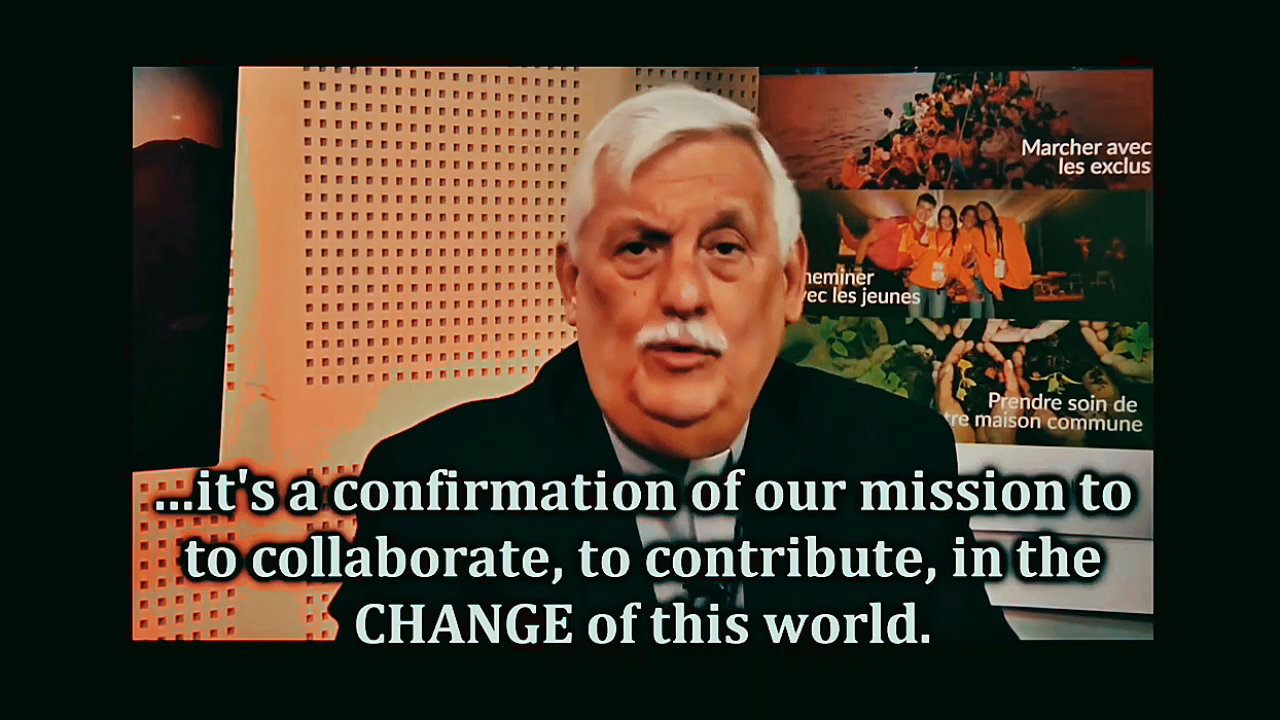 Marcher avec
les exclus
heminer
vec les jeunes
Prendre soin de
tre maison commune
...it's a confirmation of our mission to
to collaborate, to contribute, in the
CHANGE of this world.